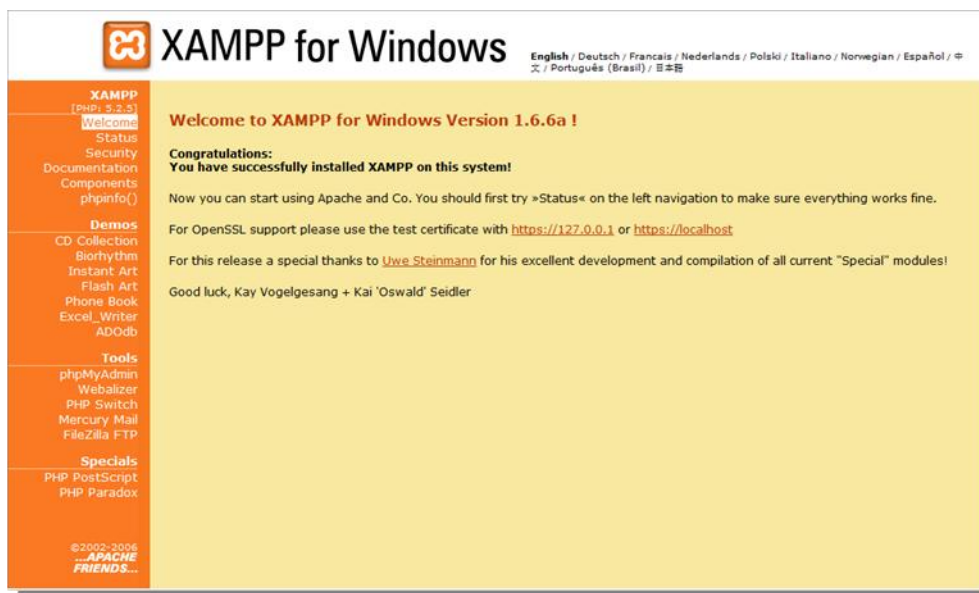 XAMPP for Windows
English / Deutsch / Francais / Nederlands / Polski / Italiano / Norwegian / Español / 中
文 / Português (Brasil) / 日本語
XAMPP
[PHP: 5.2.5]
Welcome
Status
Security
Documentation
Components
phpinfo()
Demos
CD Collection
Biorhythm
Instant Art
Flash Art
Phone Book
Excel_Writer
ADOdb
Tools
phpMyAdmin
Webalizer
PHP Switch
Mercury Mail
FileZilla FTP
Specials
PHP PostScript
PHP Paradox
©2002-2006
...APACHE
FRIENDS...
Welcome to XAMPP for Windows Version 1.6.6a !
Congratulations:
You have successfully installed XAMPP on this system!
Now you can start using Apache and Co. You should first try »Status« on the left navigation to make sure everything works fine.
For OpenSSL support please use the test certificate with https://127.0.0.1 or https://localhost
For this release a special thanks to Uwe Steinmann for his excellent development and compilation of all current "Special" modules!
Good luck, Kay Vogelgesang + Kai 'Oswald' Seidler